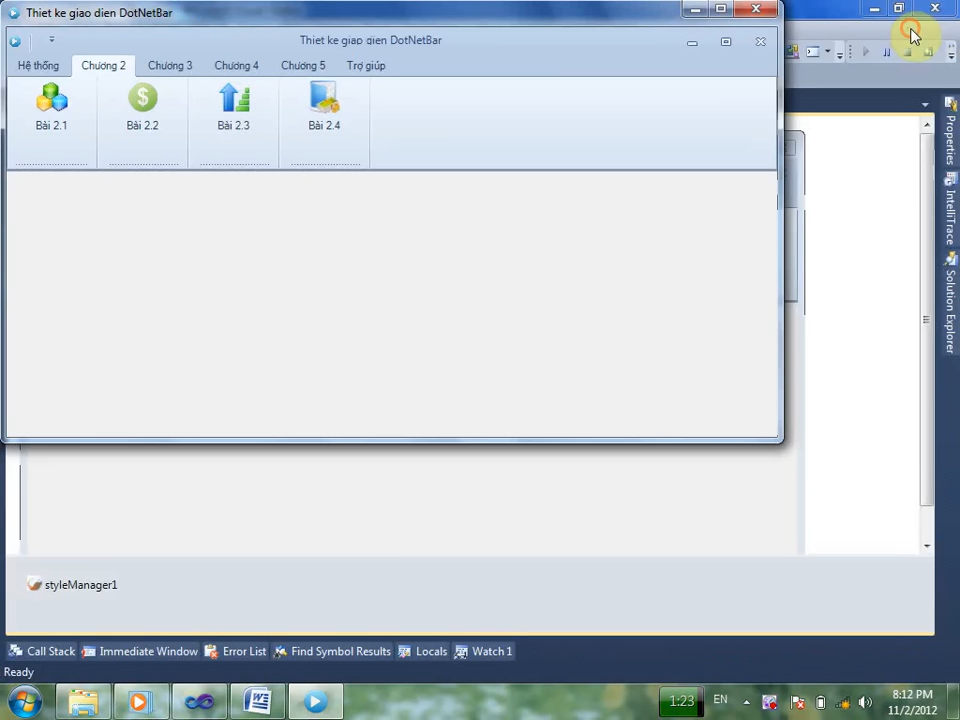 Thiet ke giao dien DotNetBar
Thiet ke giao dien DotNetBar
Hệ thống
Chương 2
Chương 3
Chương 4
Chương 5
Trợ giúp
Bài 2.1
Bài 2.2
Bài 2.3
Bài 2.4
Properties
IntelliTrace
Solution Explorer
styleManager1
Call Stack
Immediate Window
Error List
Find Symbol Results
Locals
Watch 1
Ready
1:23
EN
8:12 PM
11/2/2012